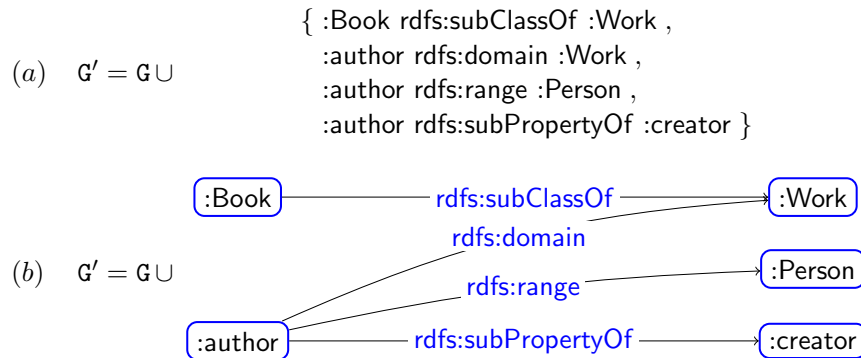 { :Book rdfs:subClassOf :Work ,
:author rdfs:domain :Work ,
(a) G′ = G ∪
:author rdfs:range :Person ,
:author rdfs:subPropertyOf :creator }
:Book rdfs:subClassOf :Work
rdfs:domain
(b) G′ = G ∪ :Person
rdfs:range
:author rdfs:subPropertyOf :creator